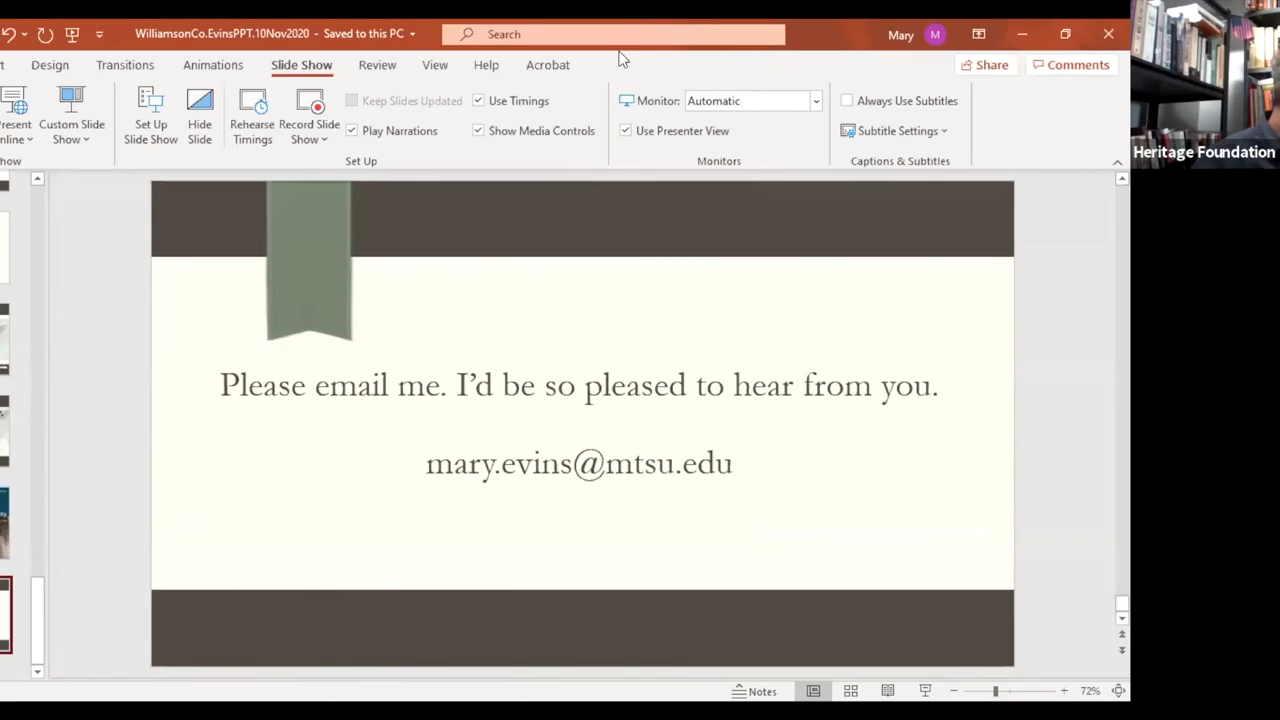 WilliamsonCo.EvinsPPT.10Nov2020 - Saved to this PC
Search
Mary
M
Design Transitions Animations Slide Show Review View Help Acrobat
Share
Comments
Custom Slide
Show
Set Up
Slide Show
Hide
Slide
Rehearse
Timings
Record Slide
Show
Keep Slides Updated
Play Narrations
Use Timings
Show Media Controls
Set Up
Monitor: Automatic
Use Presenter View
Monitors
Always Use Subtitles
Subtitle Settings
Captions & Subtitles
Heritage Foundation
Please email me. I'd be so pleased to hear from you.
mary.evins@mtsu.edu
Notes
72%